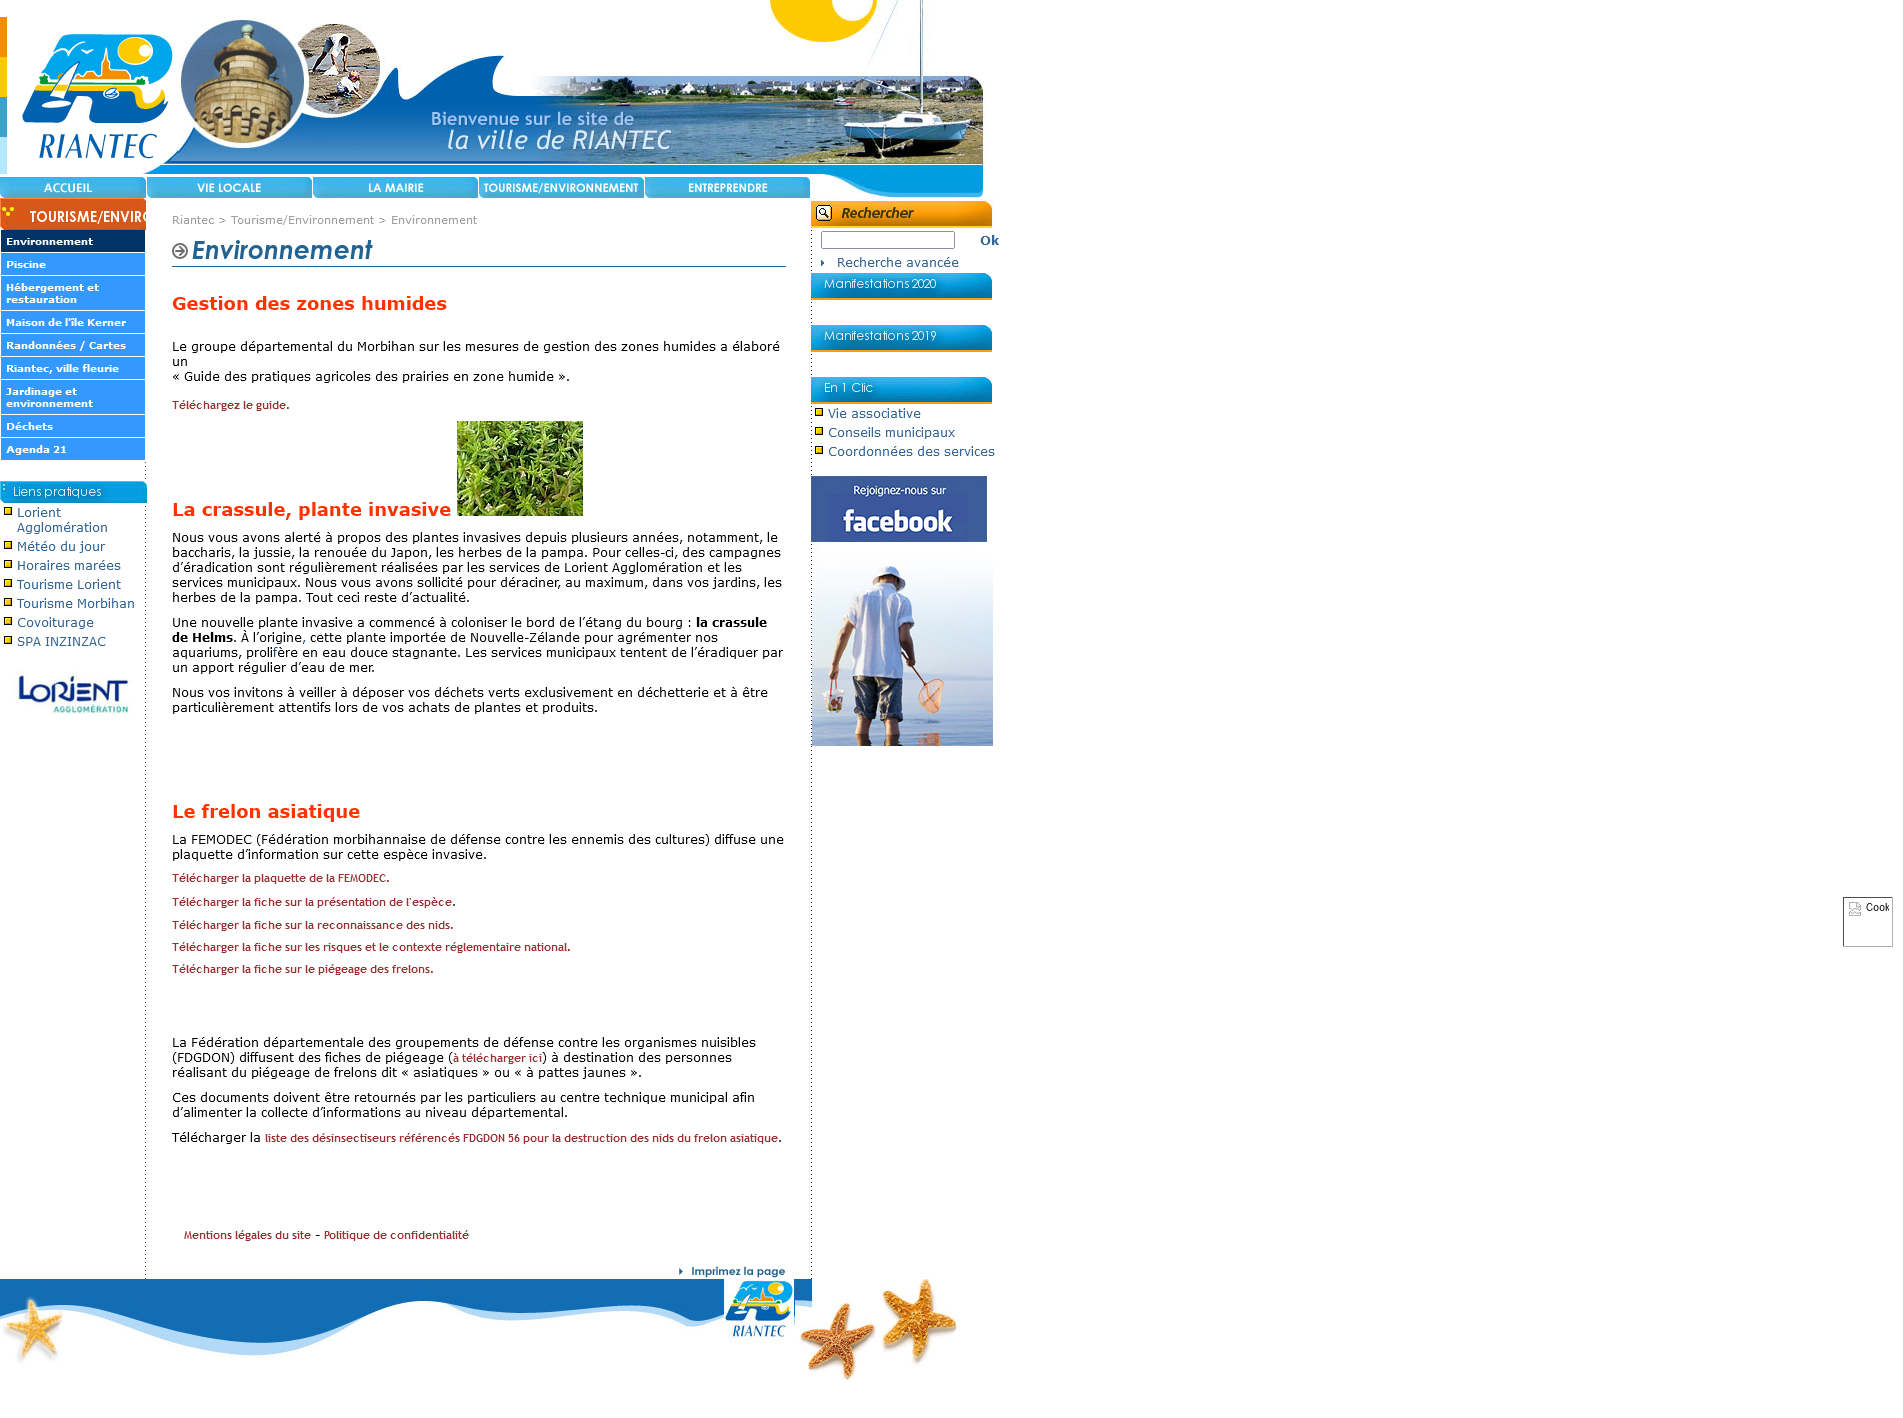 RIANTEC
Bienvenue sur le site de
la ville de RIANTEC
ACCUEIL
VIE LOCALE
LA MAIRIE
TOURISME/ENVIRONNEMENT
ENTREPRENDRE
TOURISME/ENVIRO
Environnement
Piscine
Hébergement et
restauration
Maison de l'île Kerner
Randonnées / Cartes
Riantec, ville fleurie
Jardinage et
environnement
Déchets
Agenda 21
Liens pratiques
Lorient
Agglomération
Météo du jour
Horaires marées
Tourisme Lorient
Tourisme Morbihan
Covoiturage
SPA INZINZAC
LORIENT
AGGLOMÉRATION
Riantec > Tourisme/Environnement > Environnement
Environnement
Gestion des zones humides
Le groupe départemental du Morbihan sur les mesures de gestion des zones humides a élaboré
un
« Guide des pratiques agricoles des prairies en zone humide ».
Téléchargez le guide.
La crassule, plante invasive
Nous vous avons alerté à propos des plantes invasives depuis plusieurs années, notamment, le
baccharis, la jussie, la renouée du Japon, les herbes de la pampa. Pour celles-ci, des campagnes
d’éradication sont régulièrement réalisées par les services de Lorient Agglomération et les
services municipaux. Nous vous avons sollicité pour déraciner, au maximum, dans vos jardins, les
herbes de la pampa. Tout ceci reste d’actualité.
Une nouvelle plante invasive a commencé à coloniser le bord de l’étang du bourg : la crassule
de Helms. À l’origine, cette plante importée de Nouvelle-Zélande pour agrémenter nos
aquariums, prolifère en eau douce stagnante. Les services municipaux tentent de l’éradiquer par
un apport régulier d’eau de mer.
Nous vos invitons à veiller à déposer vos déchets verts exclusivement en déchetterie et à être
particulièrement attentifs lors de vos achats de plantes et produits.
Le frelon asiatique
La FEMODEC (Fédération morbihannaise de défense contre les ennemis des cultures) diffuse une
plaquette d’information sur cette espèce invasive.
Télécharger la plaquette de la FEMODEC.
Télécharger la fiche sur la présentation de l'espèce.
Télécharger la fiche sur la reconnaissance des nids.
Télécharger la fiche sur les risques et le contexte réglementaire national.
Télécharger la fiche sur le piégeage des frelons.
La Fédération départementale des groupements de défense contre les organismes nuisibles
(FDGDON) diffusent des fiches de piégeage (à télécharger ici) à destination des personnes
réalisant du piégeage de frelons dit « asiatiques » ou « à pattes jaunes ».
Ces documents doivent être retournés par les particuliers au centre technique municipal afin
d’alimenter la collecte d’informations au niveau départemental.
Télécharger la liste des désinsectiseurs référencés FDGDON 56 pour la destruction des nids du frelon asiatique.
Mentions légales du site - Politique de confidentialité
Imprimez la page
RIANTEC
Rechercher
Ok
Recherche avancée
Manifestations 2020
Manifestations 2019
En 1 Clic
Vie associative
Conseils municipaux
Coordonnées des services
Rejoignez-nous sur
facebook
Cook